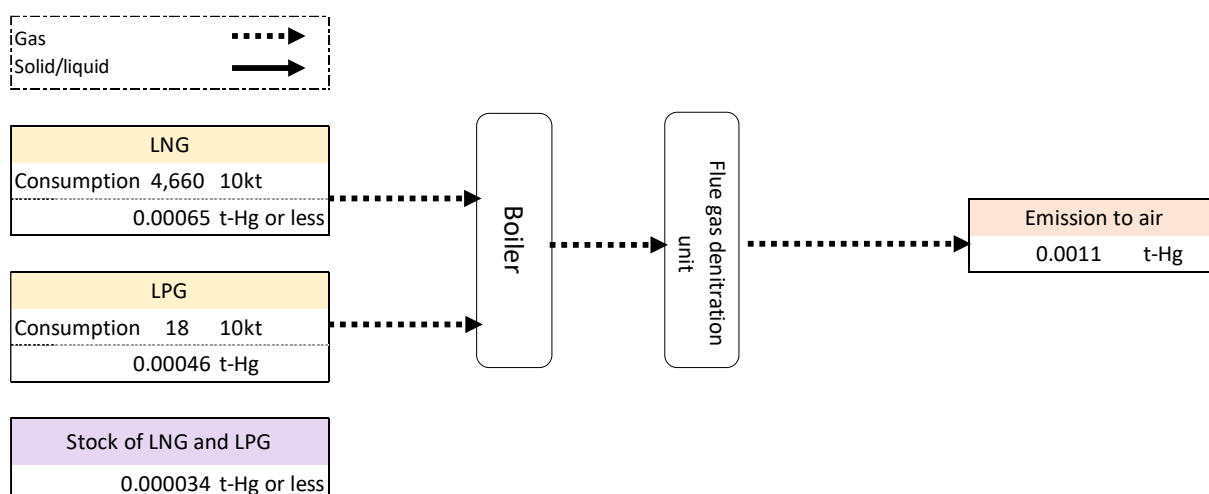 Gas
Solid/liquid
LNG
Consumption 4,660 10kt
0.00065 t-Hg or less
LPG
Consumption 18 10kt
0.00046 t-Hg
Stock of LNG and LPG
0.000034 t-Hg or less
Boiler
Flue gas denitration
unit
Emission to air
0.0011 t-Hg